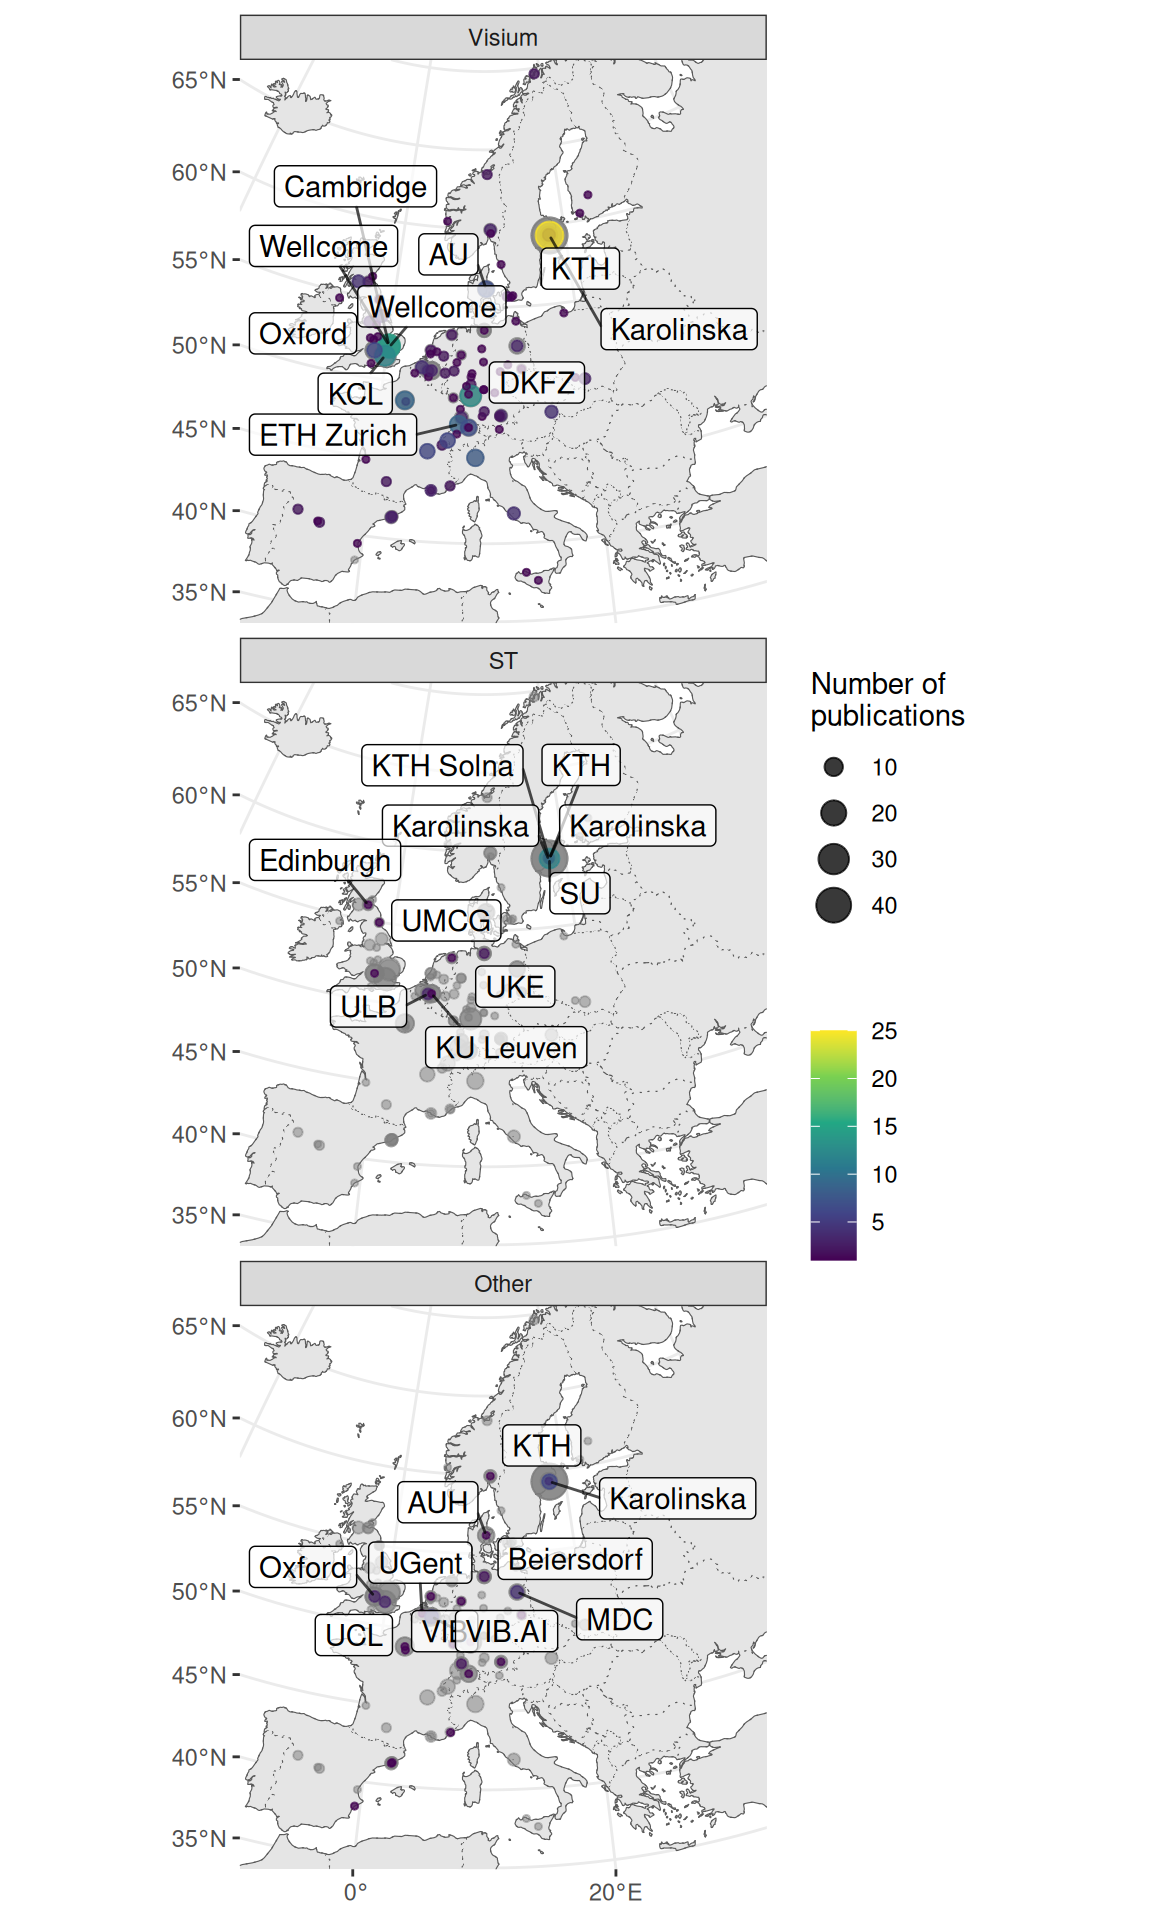 Visium
65°N
60°N
55°N
50°N
45°N
40°N
35°N
Cambridge
Wellcome
AU
KTH
Wellcome
Oxford
Karolinska
KCL
DKFZ
ETH Zurich
ST
65°N
60°N
55°N
50°N
45°N
40°N
35°N
KTH Solna
KTH
Karolinska
Karolinska
Edinburgh
SU
UMCG
UKE
ULB
KU Leuven
Number of
publications
10
20
30
40
25
20
15
10
5
Other
65°N
60°N
55°N
50°N
45°N
40°N
35°N
KTH
AUH
Karolinska
Oxford
UGent
Beiersdorf
MDC
UCL
VIB
VIB.AI
0°
20°E